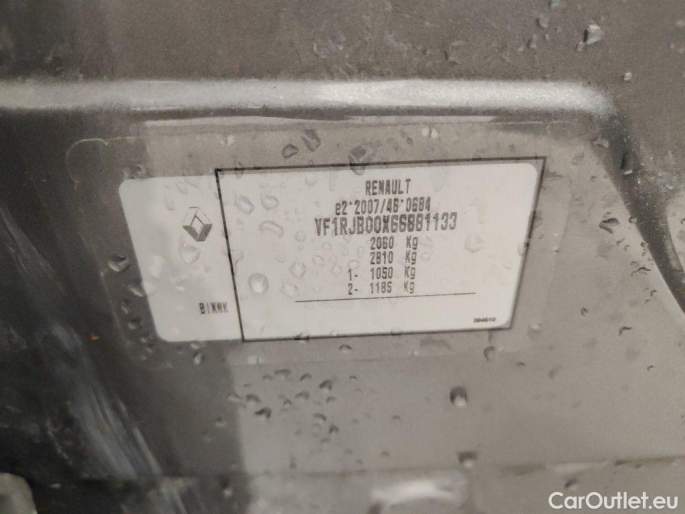 RENAULT
e2*2007/46*0684
VF1RJB00X66881133
2060 Kg
2810 Kg
1- 1050 Kg
2- 1185 Kg
CarOutlet.eu